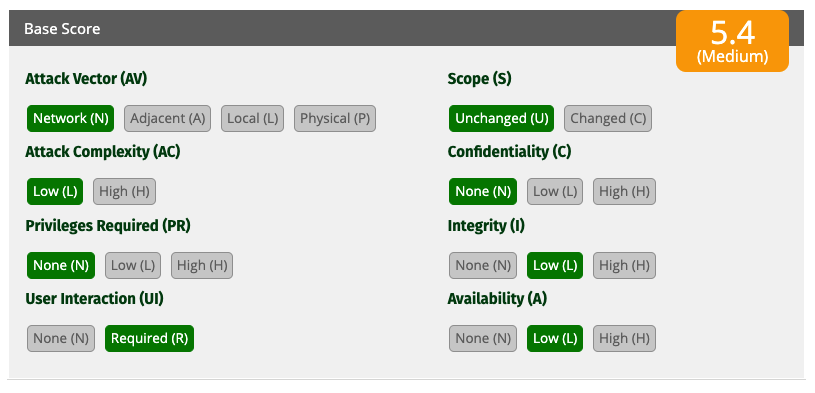 Base Score
5.4
(Medium)
Attack Vector (AV)
Network (N) Adjacent (A) Local (L) Physical (P)
Attack Complexity (AC)
Low (L) High (H)
Privileges Required (PR)
None (N) Low (L) High (H)
User Interaction (UI)
None (N) Required (R)
Scope (S)
Unchanged (U) Changed (C)
Confidentiality (C)
None (N) Low (L) High (H)
Integrity (I)
None (N) Low (L) High (H)
Availability (A)
None (N) Low (L) High (H)